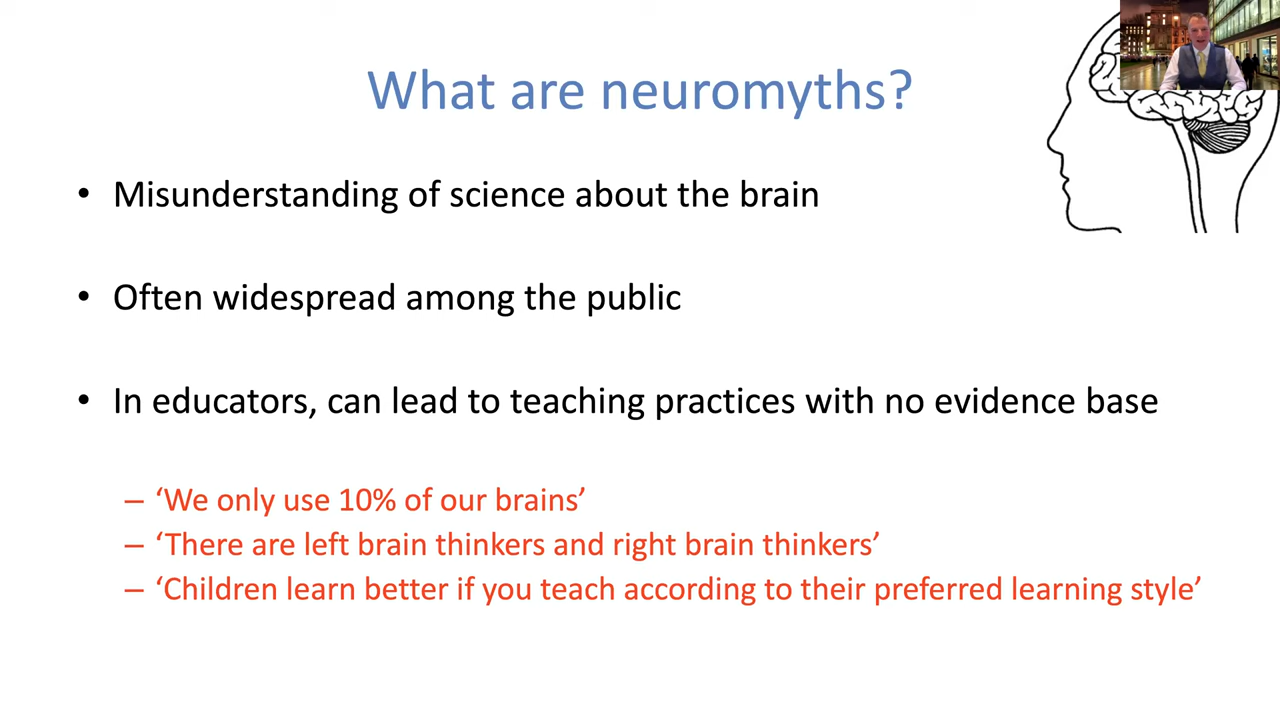 What are neuromyths?
• Misunderstanding of science about the brain
• Often widespread among the public
• In educators, can lead to teaching practices with no evidence base
– ‘We only use 10% of our brains’
– ‘There are left brain thinkers and right brain thinkers’
– ‘Children learn better if you teach according to their preferred learning style’